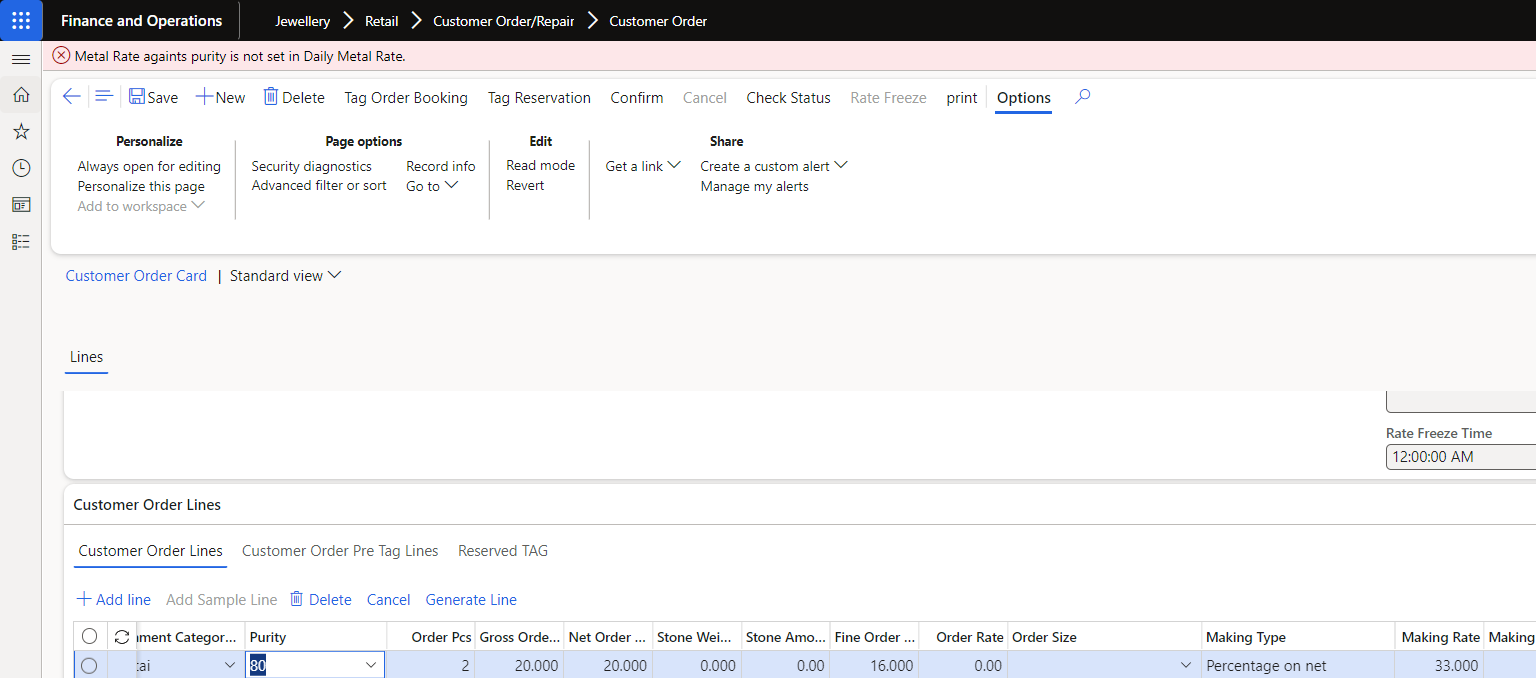 Finance and Operations
Jewellery Retail Customer Order/Repair Customer Order
Metal Rate againts purity is not set in Daily Metal Rate.
Save New Delete Tag Order Booking Tag Reservation Confirm Cancel Check Status Rate Freeze print Options
Personalize
Always open for editing
Personalize this page
Add to workspace
Page options
Security diagnostics Record info
Advanced filter or sort Go to
Edit
Read mode
Revert
Share
Get a link Create a custom alert
Manage my alerts
Customer Order Card | Standard view
Lines
Rate Freeze Time
12:00:00 AM
Customer Order Lines
Customer Order Lines Customer Order Pre Tag Lines Reserved TAG
Add line Add Sample Line Delete Cancel Generate Line
nment Categor... Purity Order Pcs Gross Orde... Net Order ... Stone Wei... Stone Amo... Fine Order ... Order Rate Order Size Making Type Making Rate Making
tai 80 2 20.000 20.000 0.000 0.00 16.000 0.00 Percentage on net 33.000